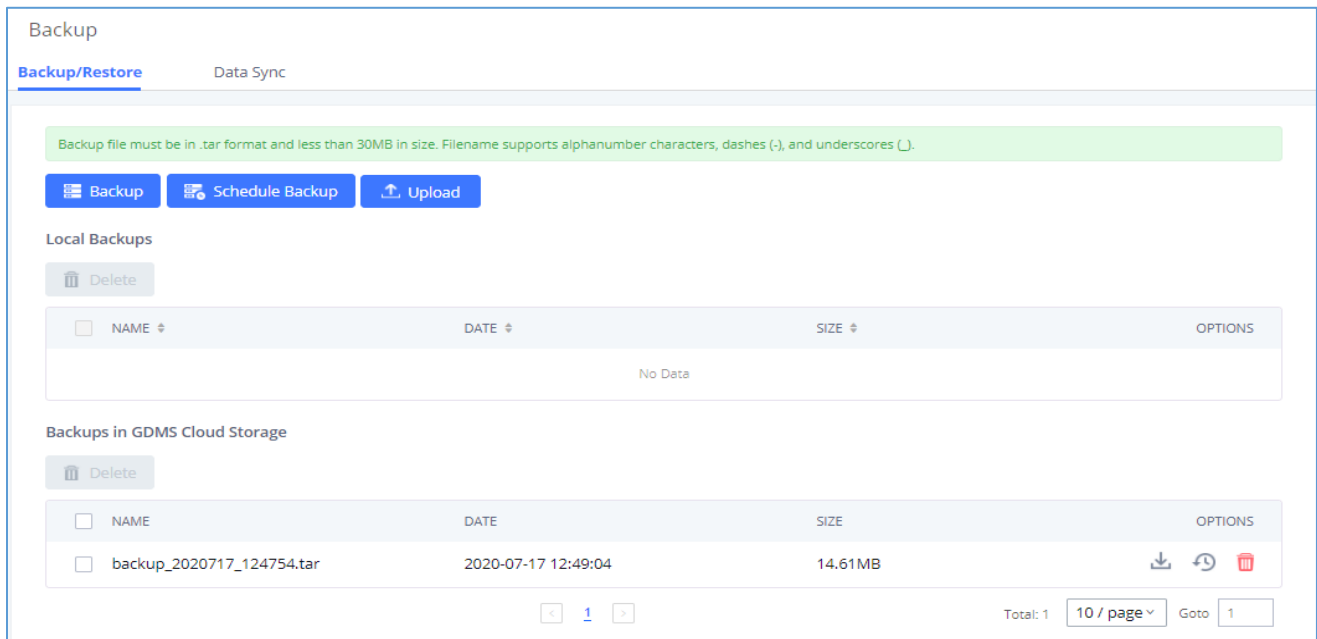 Backup
Backup/Restore Data Sync
Backup file must be in .tar format and less than 30MB in size. Filename supports alphanumber characters, dashes (-), and underscores (_).
Backup Schedule Backup Upload
Local Backups
Delete
NAME DATE SIZE OPTIONS
No Data
Backups in GDMS Cloud Storage
Delete
NAME DATE SIZE OPTIONS
backup_2020717_124754.tar 2020-07-17 12:49:04 14.61MB
< 1 > Total: 1 10 / page Goto 1